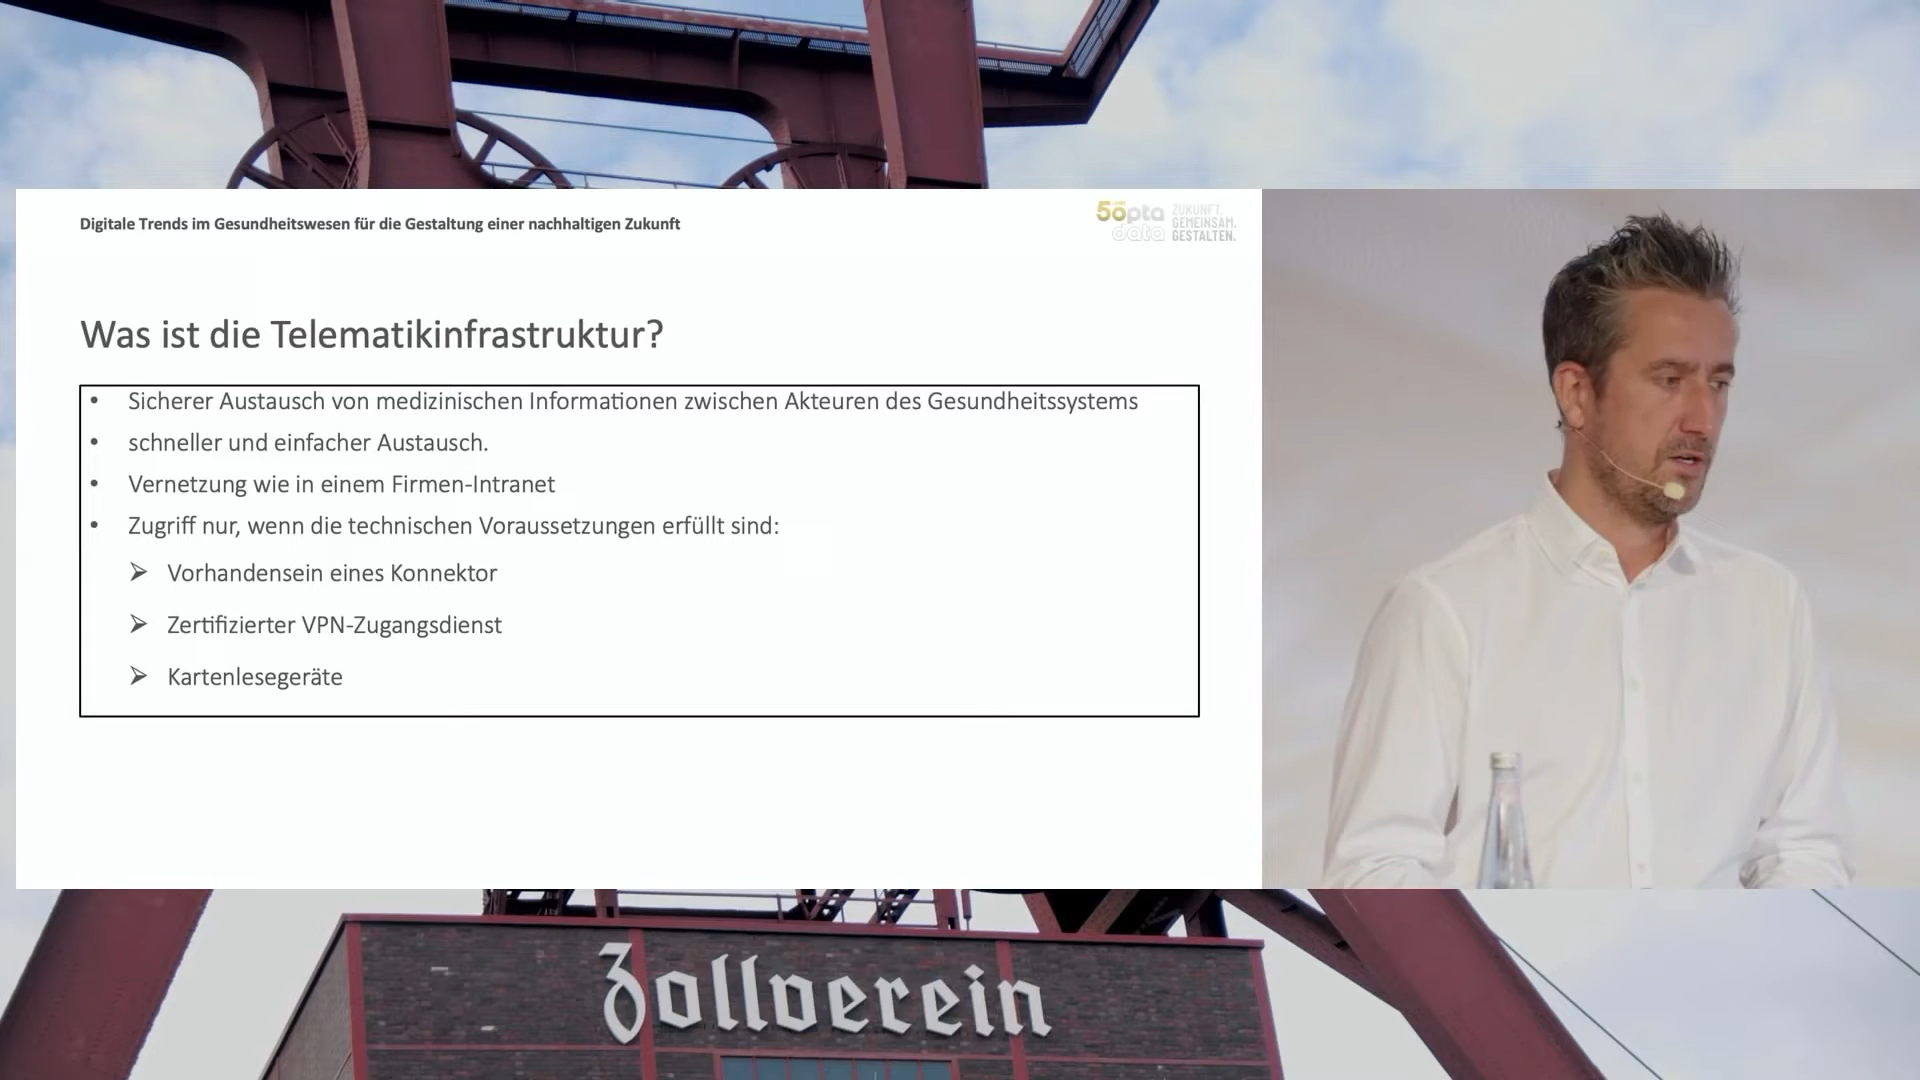 Digitale Trends im Gesundheitswesen für die Gestaltung einer nachhaltigen Zukunft
50 opta data
ZUKUNFT.
GEMEINSAM.
GESTALTEN.
Was ist die Telematikinfrastruktur?
• Sicherer Austausch von medizinischen Informationen zwischen Akteuren des Gesundheitssystems
• schneller und einfacher Austausch.
• Vernetzung wie in einem Firmen-Intranet
• Zugriff nur, wenn die technischen Voraussetzungen erfüllt sind:
➢ Vorhandensein eines Konnektor
➢ Zertifizierter VPN-Zugangsdienst
➢ Kartenlesegeräte
Zollverein